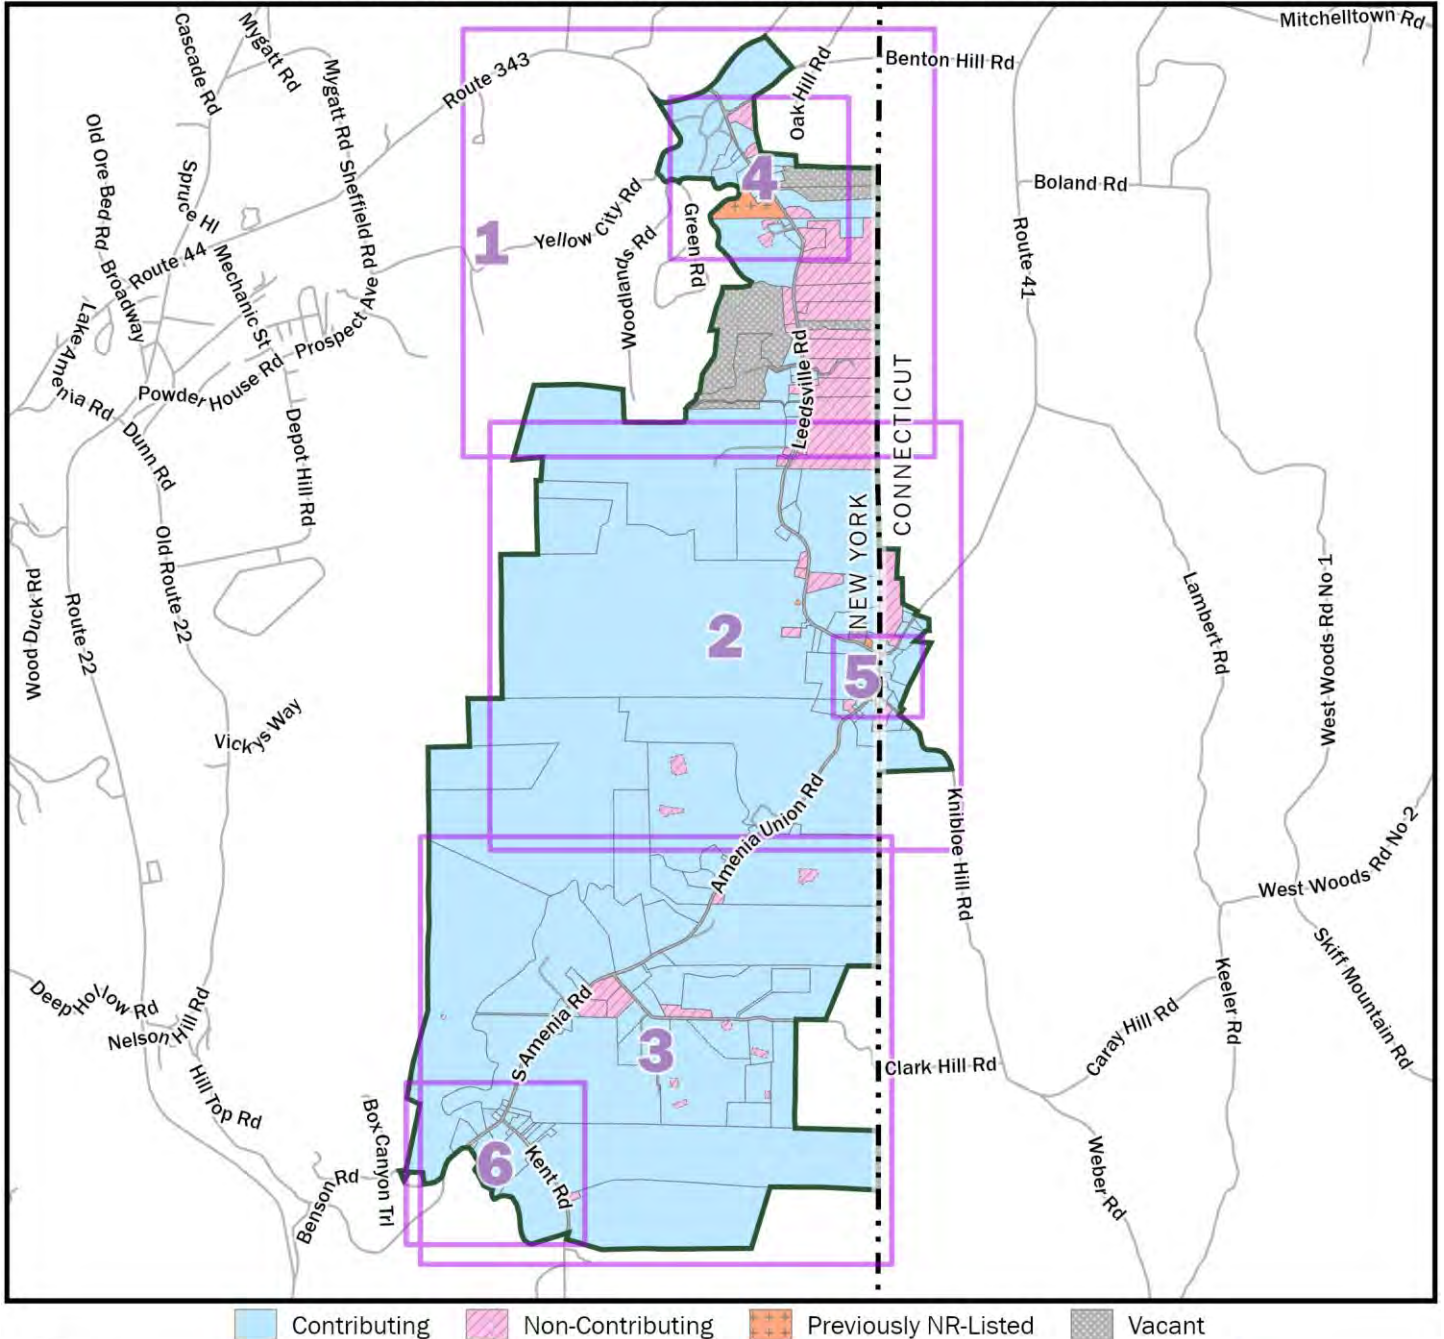 Mitchelltown Rd
Cascade Rd
Mygatt Rd
Benton Hill Rd
Route 343
Mygatt Rd
Oak Hill Rd
Old Ore Bed Rd
Spruce Hl
Sheffield Rd
4
Boland Rd
Yellow City Rd
1
Green Rd
Woodlands Rd
Route 44
Route 41
Broadway
Mechanic St
Prospect Ave
Lake Amenia Rd
Powder House Rd
Leedsville Rd
CONNECTICUT
NEW YORK
Dunn Rd
Depot Hill Rd
Old Route 22
Wood Duck Rd
Route 22
Lambert Rd
West Woods Rd No 1
2
5
Vickys Way
Amenia Union Rd
Knibloe Hill Rd
West Woods Rd No 2
Skiff Mountain Rd
Keeler Rd
Deep Hollow Rd
Nelson Hill Rd
S Amenia Rd
3
Caray Hill Rd
Clark Hill Rd
Hill Top Rd
Box Canyon Trl
Benson Rd
6
Kent Rd
Weber Rd
Contributing
Non-Contributing
Previously NR-Listed
Vacant